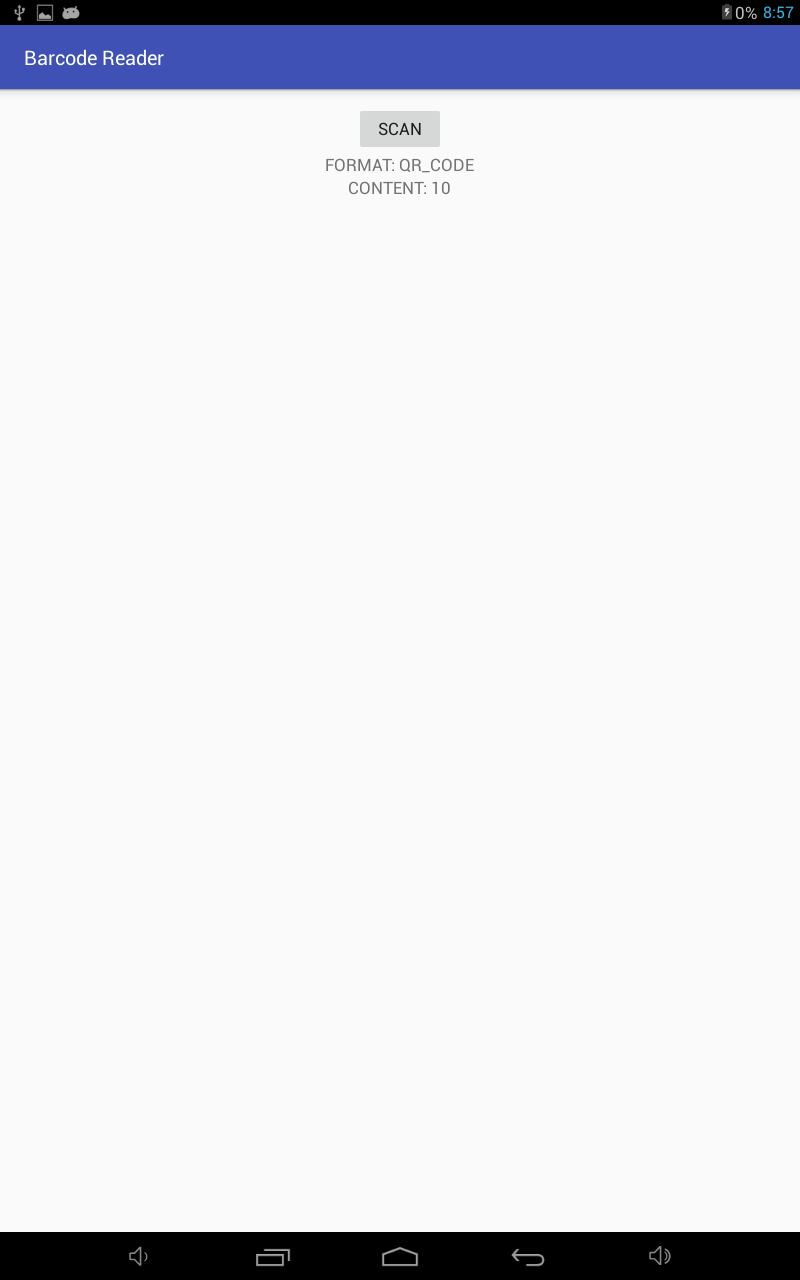 0% 8:57
Barcode Reader
SCAN
FORMAT: QR_CODE
CONTENT: 10